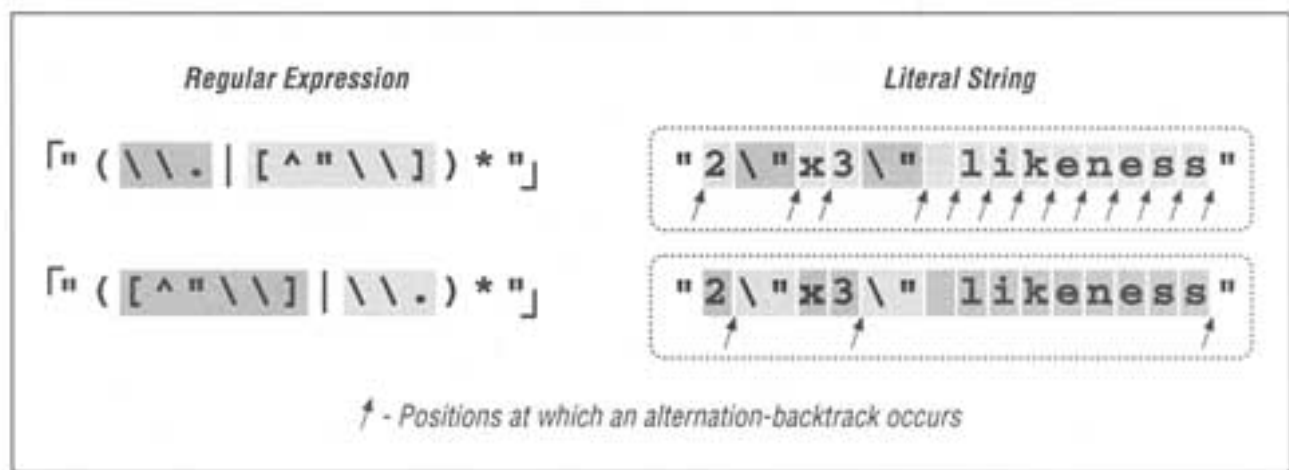 Regular Expression Literal String
⌈"(\\.|[^"\\])*"⌋ "2\"x3\" likeness"
⌈"([^"\\]|\\.)*"⌋ "2\"x3\" likeness"
↗ - Positions at which an alternation-backtrack occurs